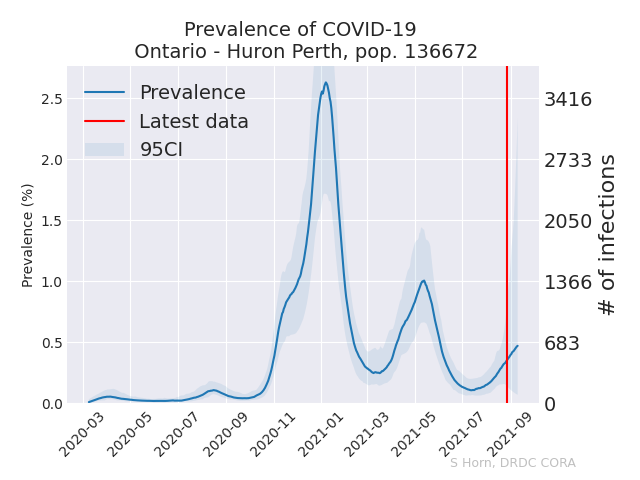 Prevalence of COVID-19
Ontario - Huron Perth, pop. 136672
Prevalence
Latest data
95CI
Prevalence (%)
2.5
2.0
1.5
1.0
0.5
0.0
3416
2733
2050
1366
683
0
# of infections
2020-03
2020-05
2020-07
2020-09
2020-11
2021-01
2021-03
2021-05
2021-07
2021-09
S Horn, DRDC CORA